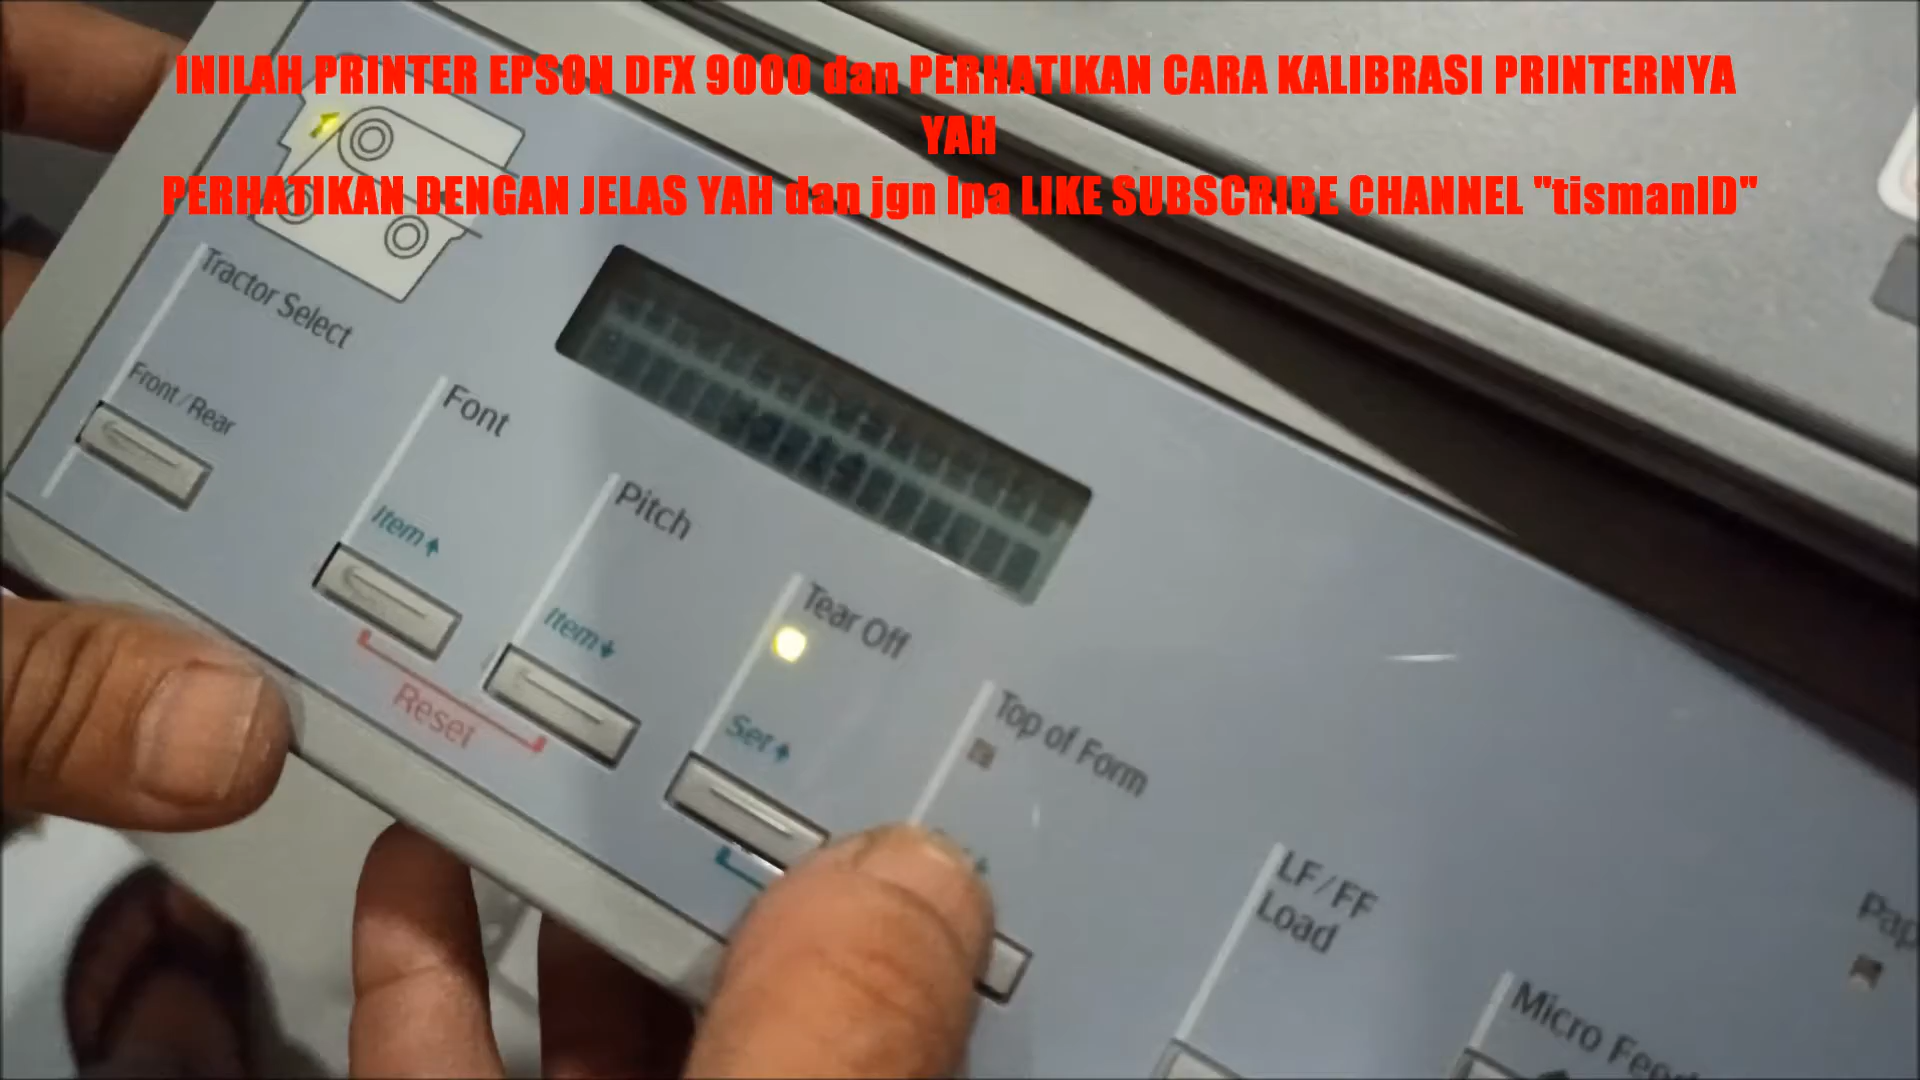 INILAH PRINTER EPSON DFX 9000 dan PERHATIKAN CARA KALIBRASI PRINTERNYA
YAH
PERHATIKAN DENGAN JELAS YAH dan jgn lpa LIKE SUBSCRIBE CHANNEL "tismanID"
Tractor Select
Front/Rear
Font
Item↑
Pitch
Item↓
Reset
Tear Off
Set↑
Top of Form
LF/FF
Load
Micro Feed